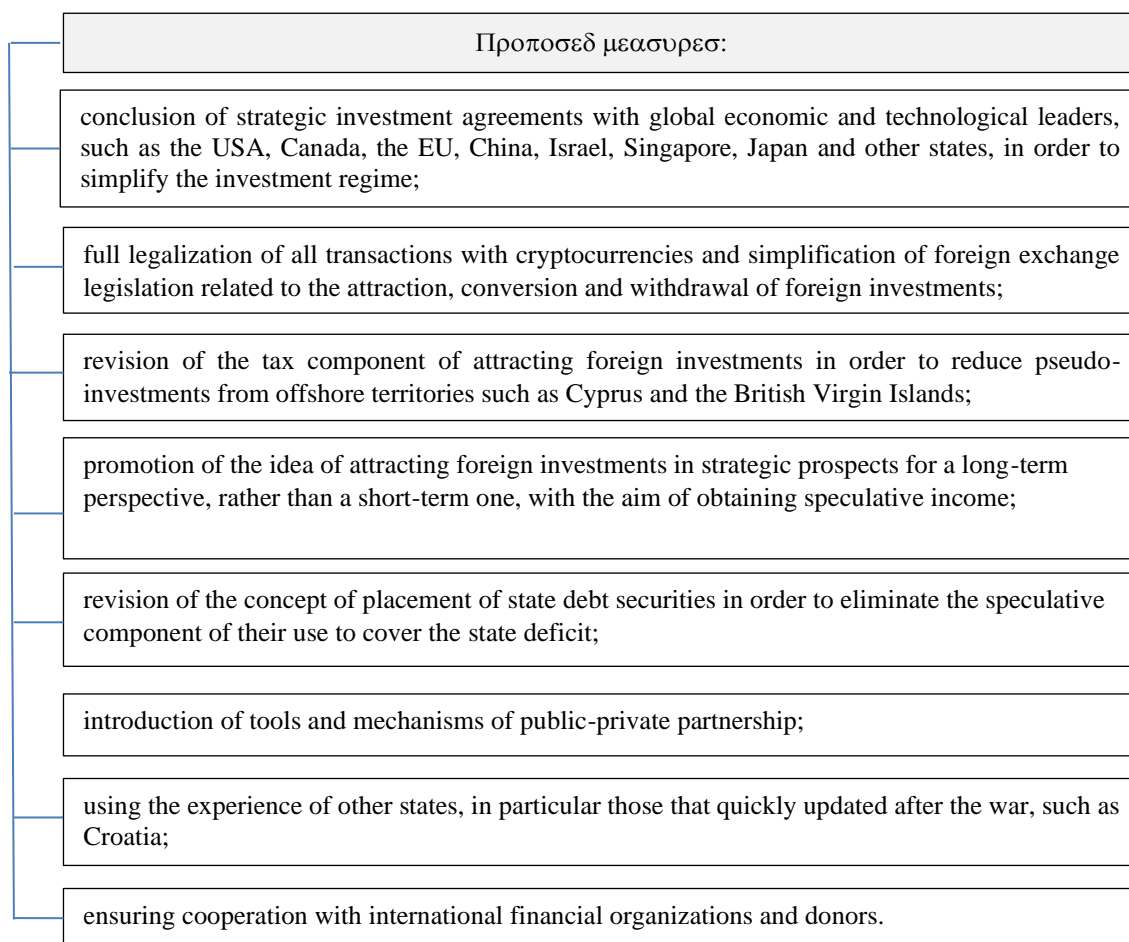 Προποσεδ μεασυρεσ:
conclusion of strategic investment agreements with global economic and technological leaders,
such as the USA, Canada, the EU, China, Israel, Singapore, Japan and other states, in order to
simplify the investment regime;
full legalization of all transactions with cryptocurrencies and simplification of foreign exchange
legislation related to the attraction, conversion and withdrawal of foreign investments;
revision of the tax component of attracting foreign investments in order to reduce pseudo-
investments from offshore territories such as Cyprus and the British Virgin Islands;
promotion of the idea of attracting foreign investments in strategic prospects for a long-term
perspective, rather than a short-term one, with the aim of obtaining speculative income;
revision of the concept of placement of state debt securities in order to eliminate the speculative
component of their use to cover the state deficit;
introduction of tools and mechanisms of public-private partnership;
using the experience of other states, in particular those that quickly updated after the war, such as
Croatia;
ensuring cooperation with international financial organizations and donors.